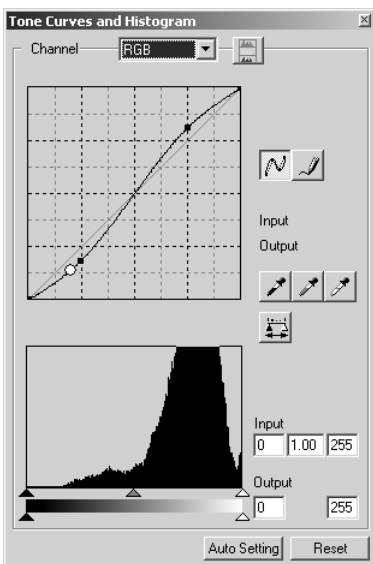 Tone Curves and Histogram
Channel RGB
Input
Output
Input
0 1.00 255
Output
0 255
Auto Setting Reset